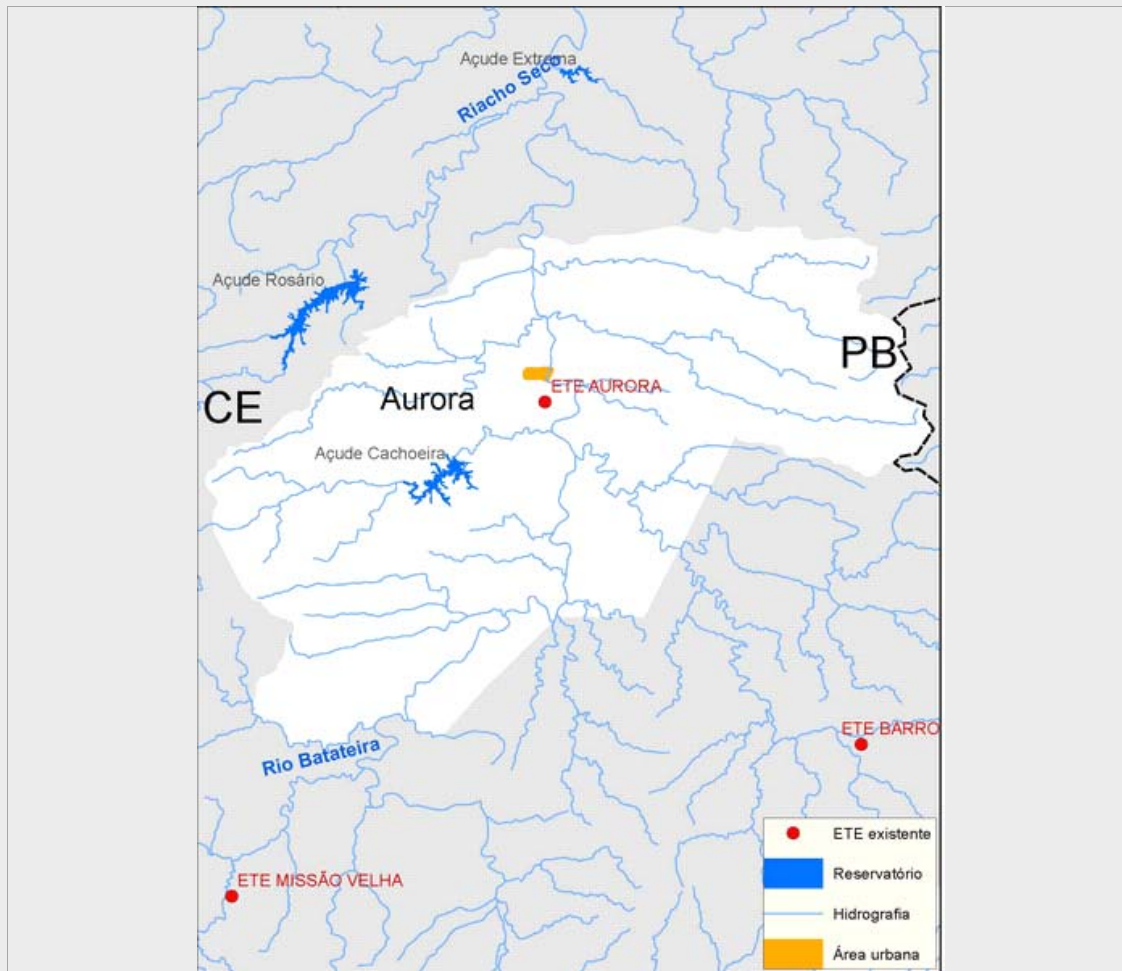 Açude Extrema
Riacho Seco
Açude Rosário
PB
ETE AURORA
CE
Aurora
Açude Cachoeira
ETE BARRO
Rio Batateira
ETE MISSÃO VELHA
ETE existente
Reservatório
Hidrografia
Área urbana